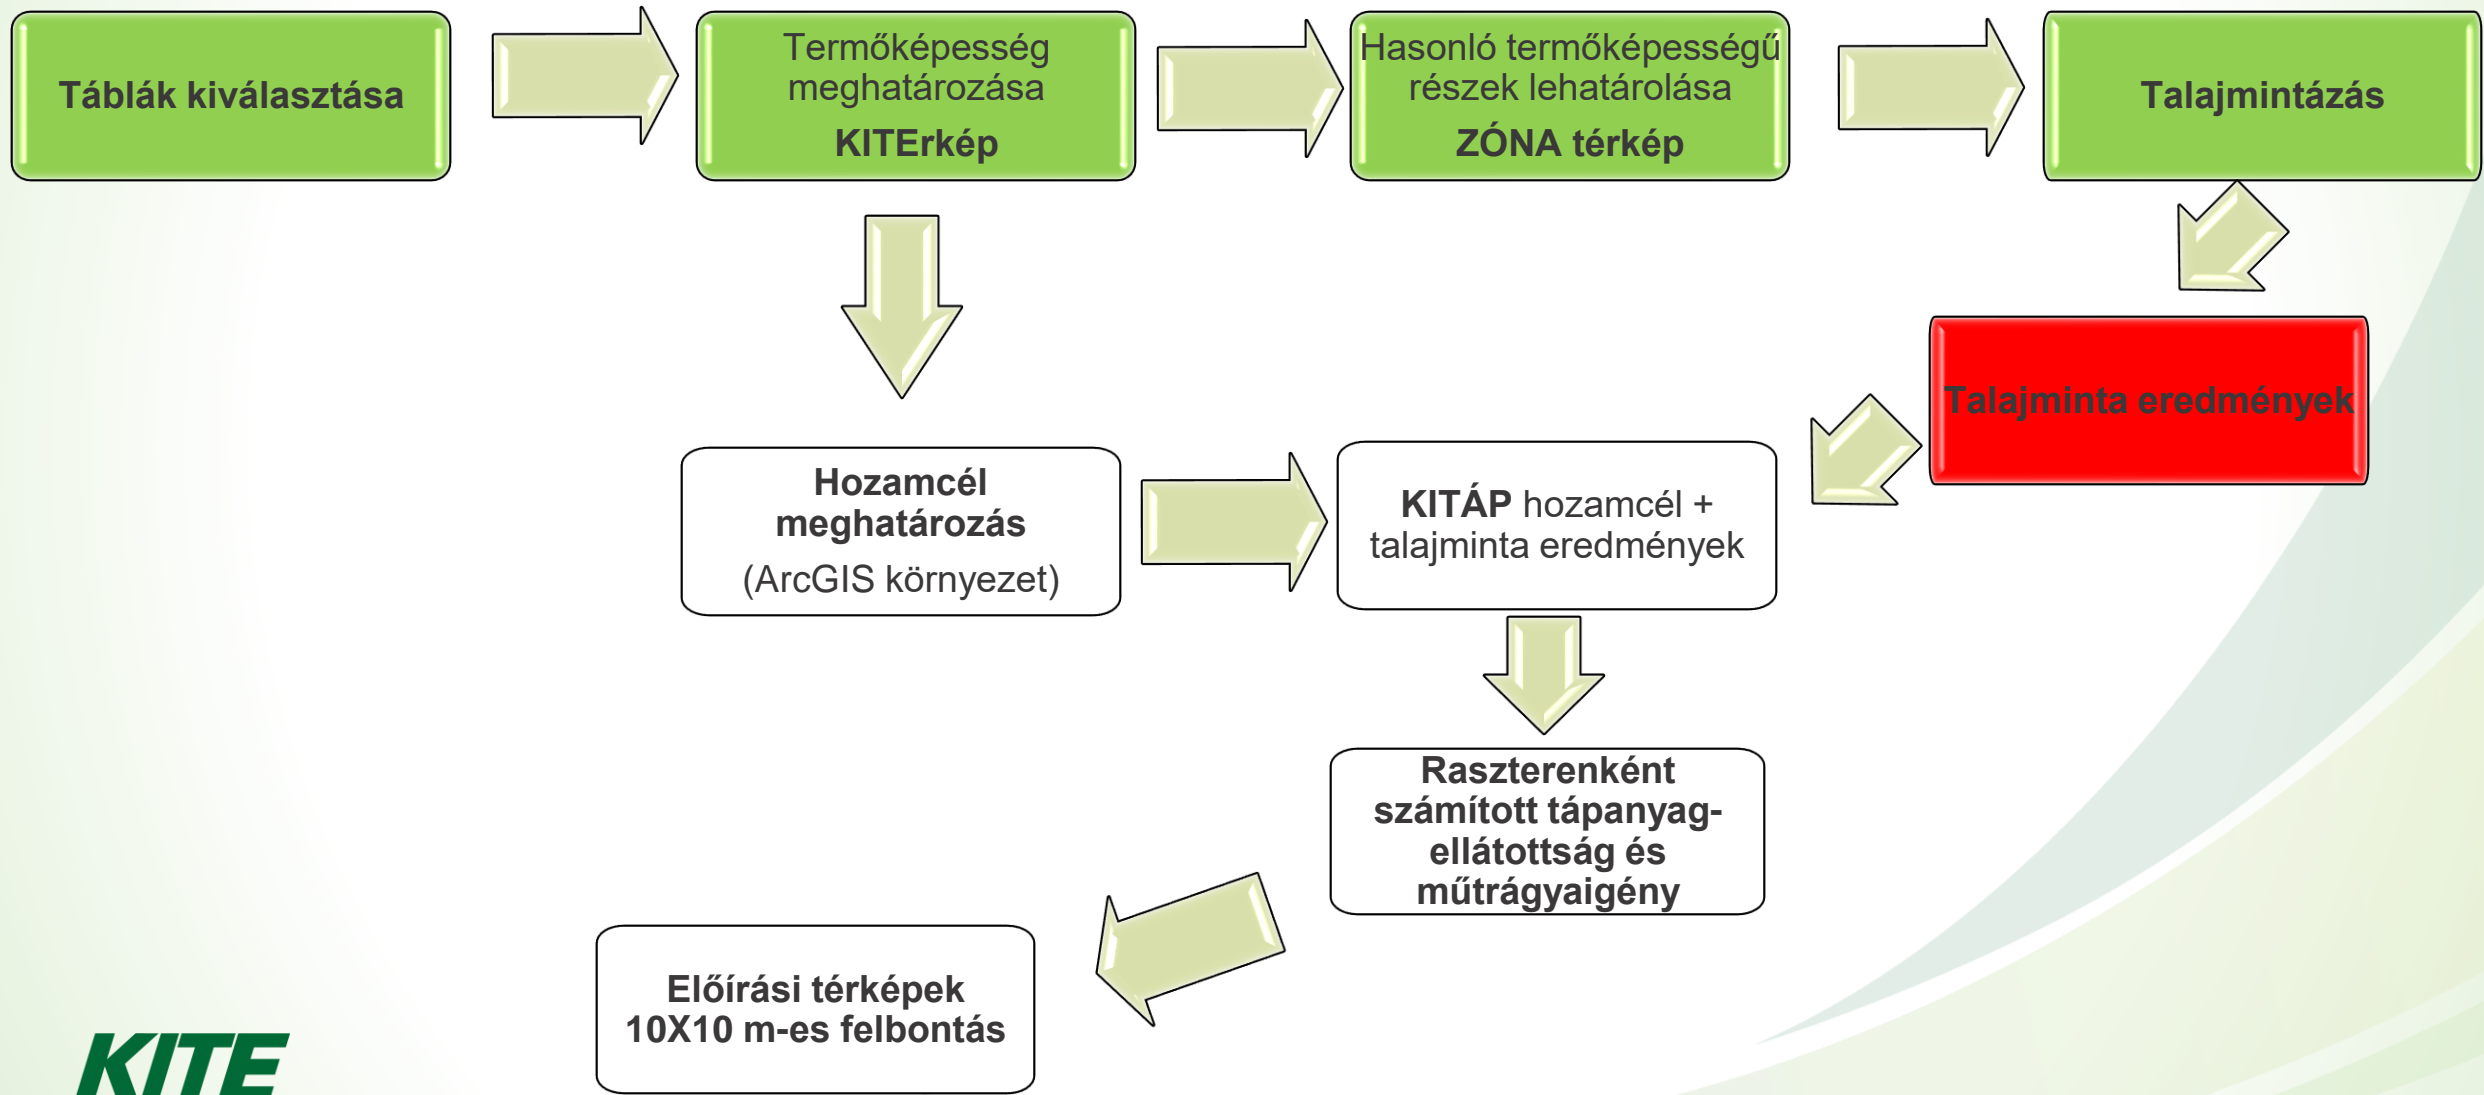 Táblák kiválasztása
Termőképesség
meghatározása
KITErkép
Hasonló termőképességű
részek lehatárolása
ZÓNA térkép
Talajmintázás
Talajminta eredmények
Hozamcél
meghatározás
(ArcGIS környezet)
KITÁP hozamcél +
talajminta eredmények
Raszterenként
számított tápanyag-
ellátottság és
műtrágyaigény
Előírási térképek
10X10 m-es felbontás
KITE